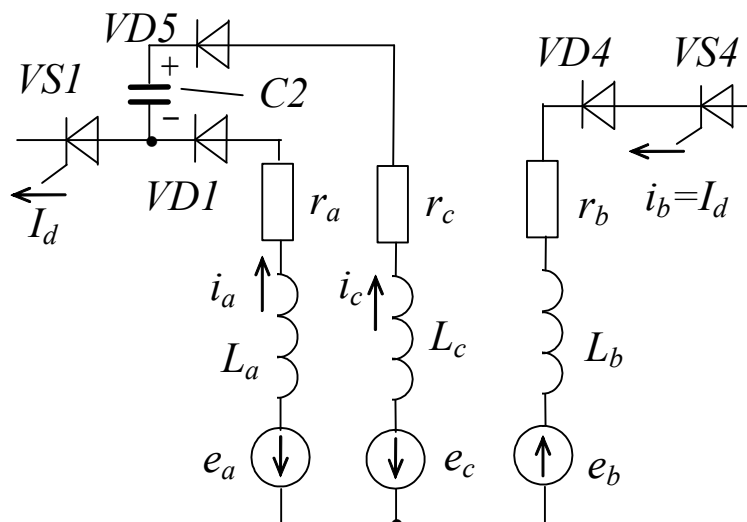 VD5
VD4
VS4
VS1
+
C2
−
VD1
I_d
r_a
r_c
r_b
i_b=I_d
i_a
i_c
L_a
L_c
L_b
e_a
e_c
e_b